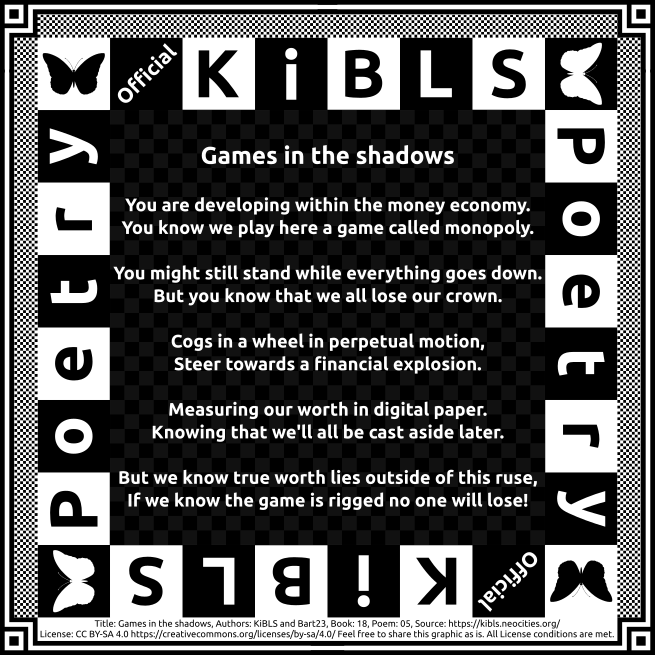 Official KiBLS
Poetry
Poetry
Games in the shadows
You are developing within the money economy.
You know we play here a game called monopoly.
You might still stand while everything goes down.
But you know that we all lose our crown.
Cogs in a wheel in perpetual motion,
Steer towards a financial explosion.
Measuring our worth in digital paper.
Knowing that we'll all be cast aside later.
But we know true worth lies outside of this ruse,
If we know the game is rigged no one will lose!
Official KiBLS
Title: Games in the shadows, Authors: KiBLS and Bart23, Book: 18, Poem: 05, Source: https://kibls.neocities.org/
License: CC BY-SA 4.0 https://creativecommons.org/licenses/by-sa/4.0/ Feel free to share this graphic as is. All License conditions are met.